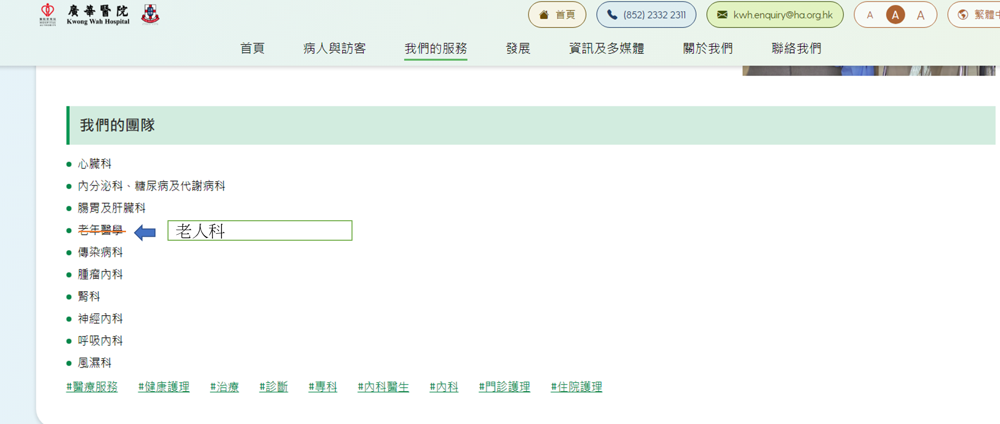 廣華醫院
Kwong Wah Hospital
HOSPITAL AUTHORITY
首頁
(852) 2332 2311
kwh.enquiry@ha.org.hk
A A A
繁體中
首頁 病人與訪客 我們的服務 發展 資訊及多媒體 關於我們 聯絡我們
我們的團隊
心臟科
內分泌科、糖尿病及代謝病科
腸胃及肝臟科
老年醫學 老人科
傳染病科
腫瘤內科
腎科
神經內科
呼吸內科
風濕科
#醫療服務 #健康護理 #治療 #診斷 #專科 #內科醫生 #內科 #門診護理 #住院護理